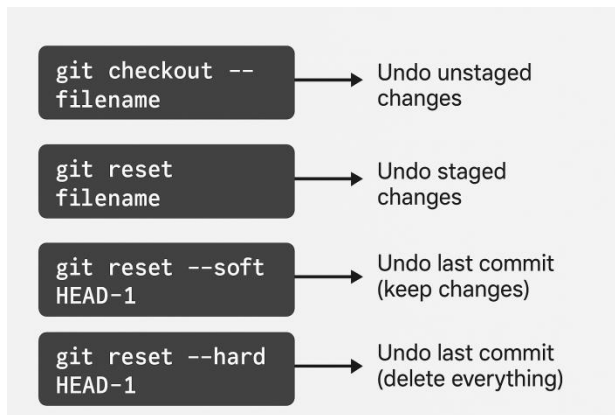 git checkout --
filename
Undo unstaged
changes
git reset
filename
Undo staged
changes
git reset --soft
HEAD-1
Undo last commit
(keep changes)
git reset --hard
HEAD-1
Undo last commit
(delete everything)